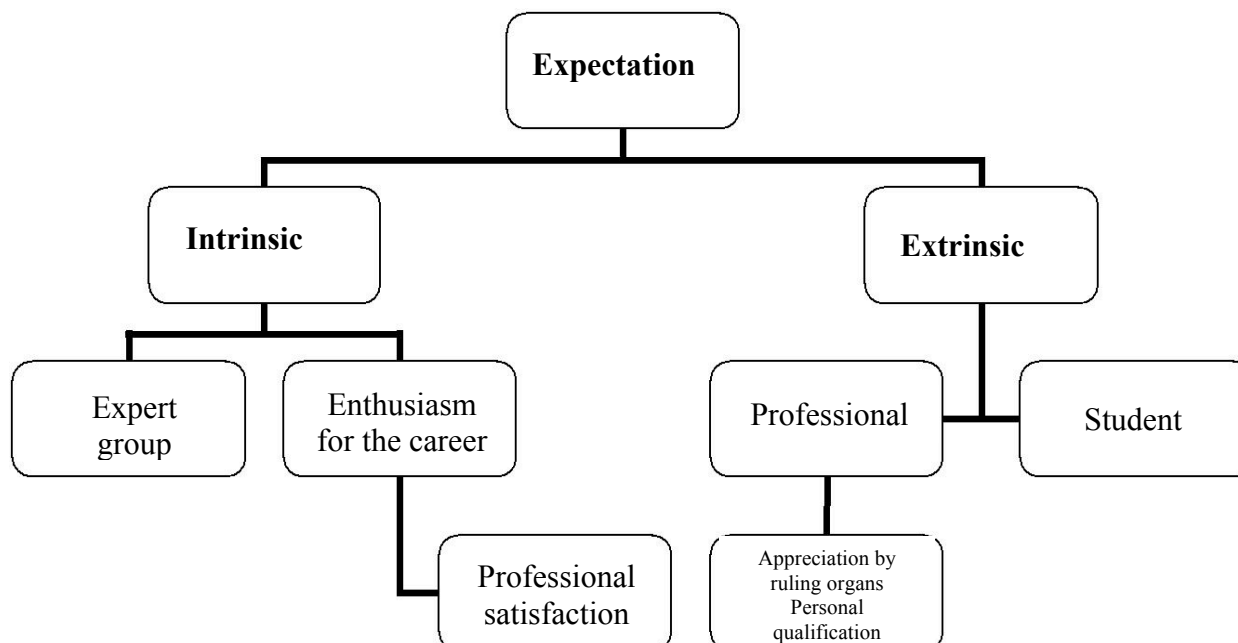 Expectation
Intrinsic
Extrinsic
Expert
group
Enthusiasm
for the career
Professional
Student
Professional
satisfaction
Appreciation by
ruling organs
Personal
qualification